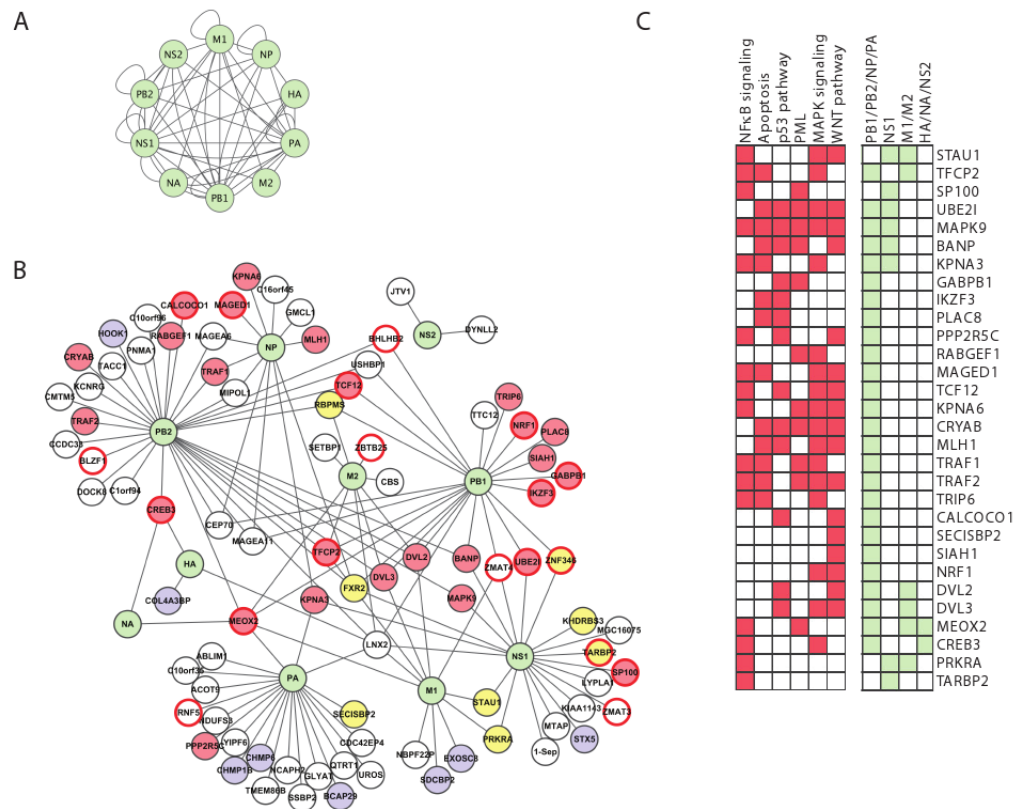 A
M1
NS2
NP
PB2
HA
NS1
PA
NA
M2
PB1
B
KPNA6
C16orf45
JTV1
CALCOCO1
MAGED1
C10orf96
GMCL1
HOOK1
RABGEF1
MAGEA6
NP
MLH1
BHLHB2
NS2
DYNLL2
PNMA1
CRYAB
TACC1
TRAF1
USHBP1
KCNRG
MIPOL1
TCF12
CMTM5
RBPMS
TRIP6
TTC12
TRAF2
NRF1
PB2
PLAC8
CCDC33
SETBP1
ZBTB25
BLZF1
SIAH1
M2
CBS
PB1
GABPB1
DOCK8
C1orf94
IKZF3
CREB3
CEP70
MAGEA11
TFCP2
DVL2
BANP
ZMAT4
UBE2I
ZNF346
HA
DVL3
FXR2
COL4A3BP
KPNA3
MAPK9
NA
MEOX2
KHDRBS3
MGC16075
LNX2
TARBP2
ABLIM1
NS1
SP100
C10orf35
PA
M1
LYPLA1
ACOT9
STAU1
KIAA1143
ZMAT3
RNF5
SECISBP2
MTAP
NDUFS3
STX5
PPP2R5C
YIPF6
CDC42EP4
PRKRA
1-Sep
CHMP6
NBPF22P
EXOSC8
CHMP1B
NCAPH2
GLYAT
QTRT1
UROS
SDCBP2
TMEM86B
SSBP2
BCAP29
C
NFκB signaling
Apoptosis
p53 pathway
PML
MAPK signaling
WNT pathway
PB1/PB2/NP/PA
NS1
M1/M2
HA/NA/NS2
STAU1
TFCP2
SP100
UBE2I
MAPK9
BANP
KPNA3
GABPB1
IKZF3
PLAC8
PPP2R5C
RABGEF1
MAGED1
TCF12
KPNA6
CRYAB
MLH1
TRAF1
TRAF2
TRIP6
CALCOCO1
SECISBP2
SIAH1
NRF1
DVL2
DVL3
MEOX2
CREB3
PRKRA
TARBP2